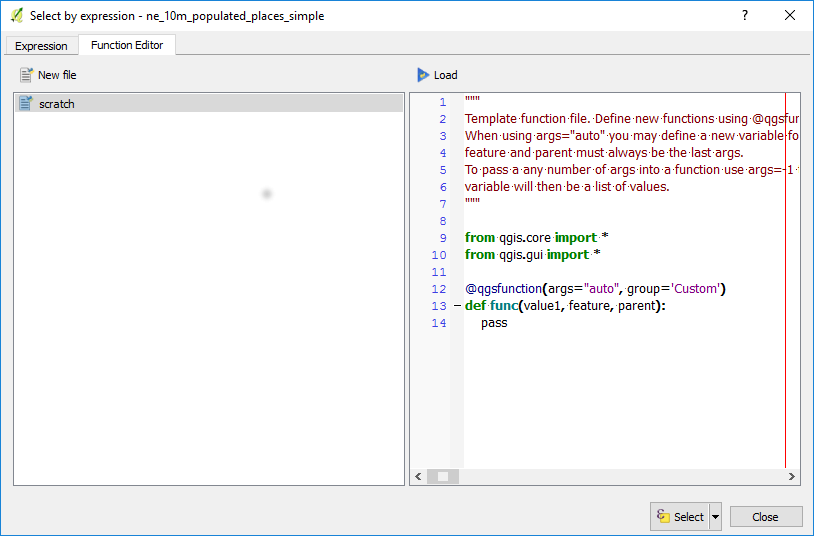 Select by expression - ne_10m_populated_places_simple
Expression
Function Editor
New file
Load
scratch
1 """
2 Template function file. Define new functions using @qgsfun
3 When using args="auto" you may define a new variable fo
4 feature and parent must always be the last args.
5 To pass a any number of args into a function use args=-1
6 variable will then be a list of values.
7 """
8
9 from qgis.core import *
10 from qgis.gui import *
11
12 @qgsfunction(args="auto", group='Custom')
13 def func(value1, feature, parent):
14 pass
Select
Close